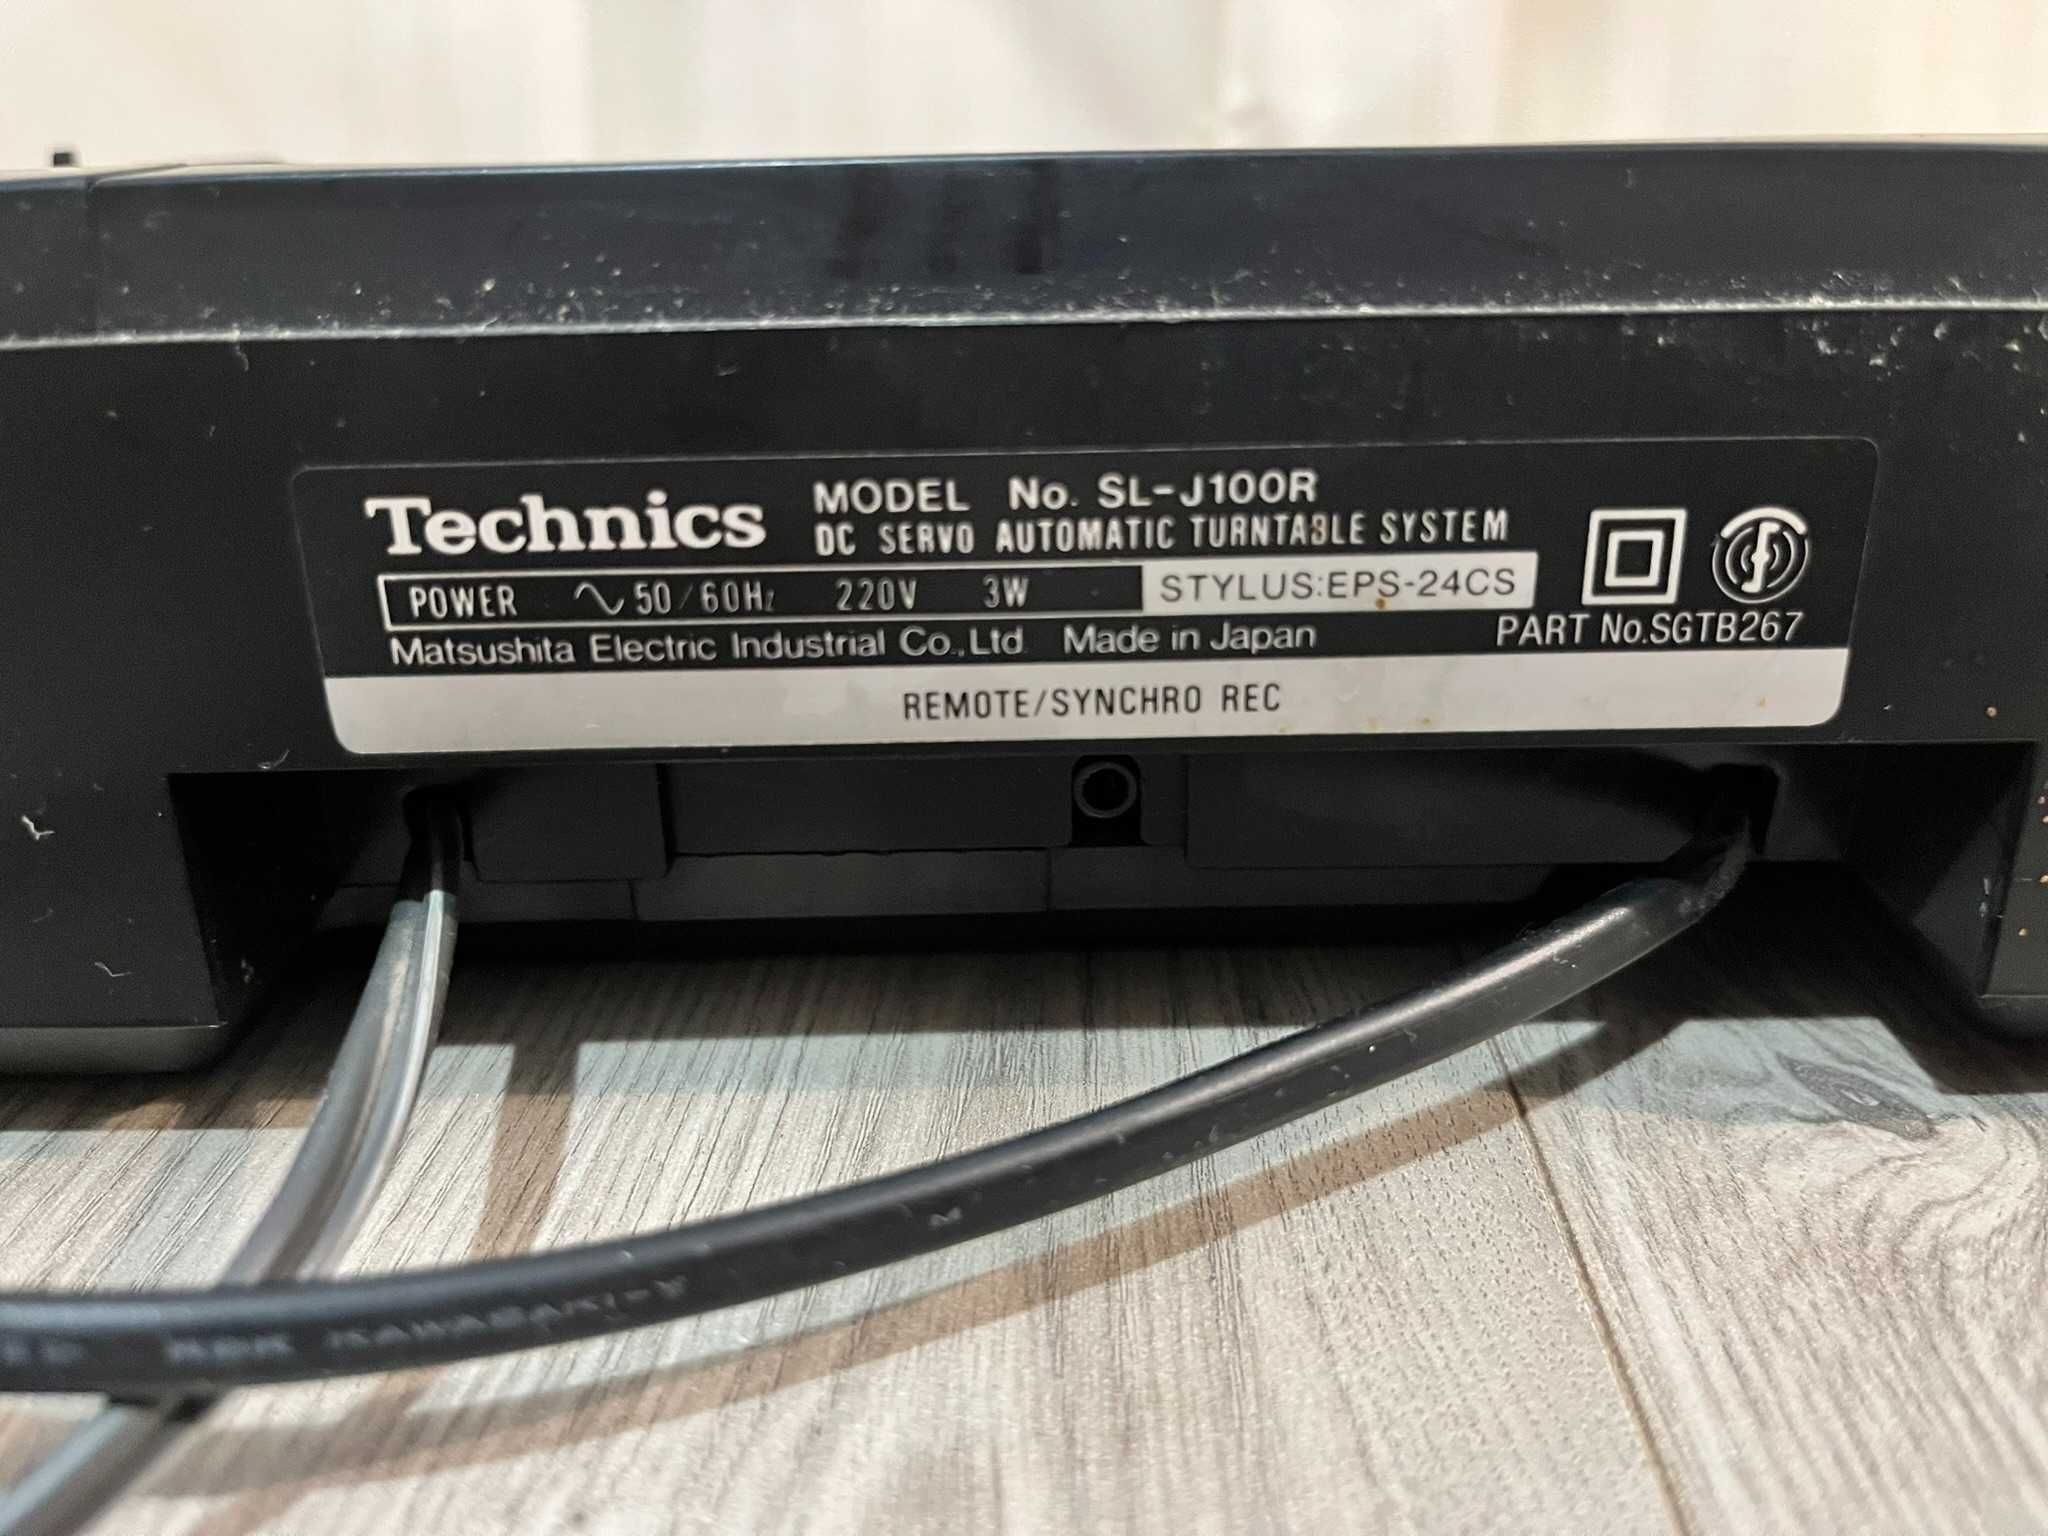 Technics
MODEL No. SL-J100R
DC SERVO AUTOMATIC TURNTABLE SYSTEM
POWER ∿ 50/60Hz 220V 3W STYLUS:EPS-24CS
Matsushita Electric Industrial Co.,Ltd. Made in Japan PART No.SGTB267
REMOTE/SYNCHRO REC
KAWASAKI-F